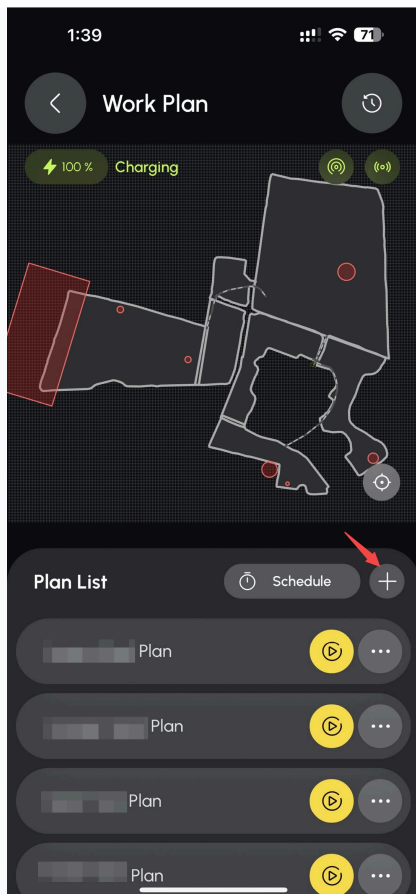 1:39
71
Work Plan
100 %
Charging
Plan List
Schedule
Plan
Plan
Plan
Plan